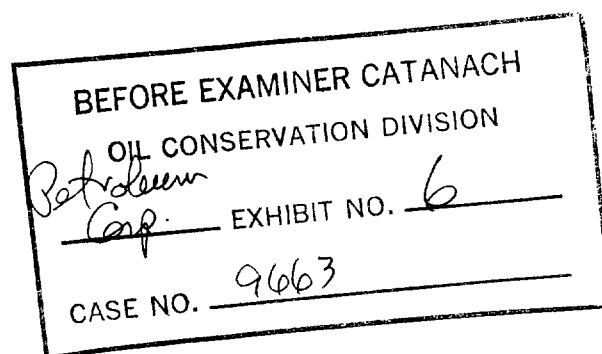 BEFORE EXAMINER CATANACH
OIL CONSERVATION DIVISION
Petroleum
Corp. EXHIBIT NO. 6
CASE NO. 9663